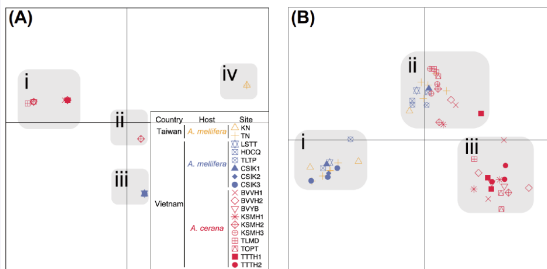 (A)
i
iv
ii
iii
Country Host Site
Taiwan A. mellifera KN
TN
Vietnam A. mellifera LSTT
HDCQ
TLTP
CSIK1
CSIK2
CSIK3
A. cerana BVVH1
BVVH2
BVYB
KSMH1
KSMH2
KSMH3
TLMD
TOPT
TTTH1
TTTH2
(B)
ii
i
iii